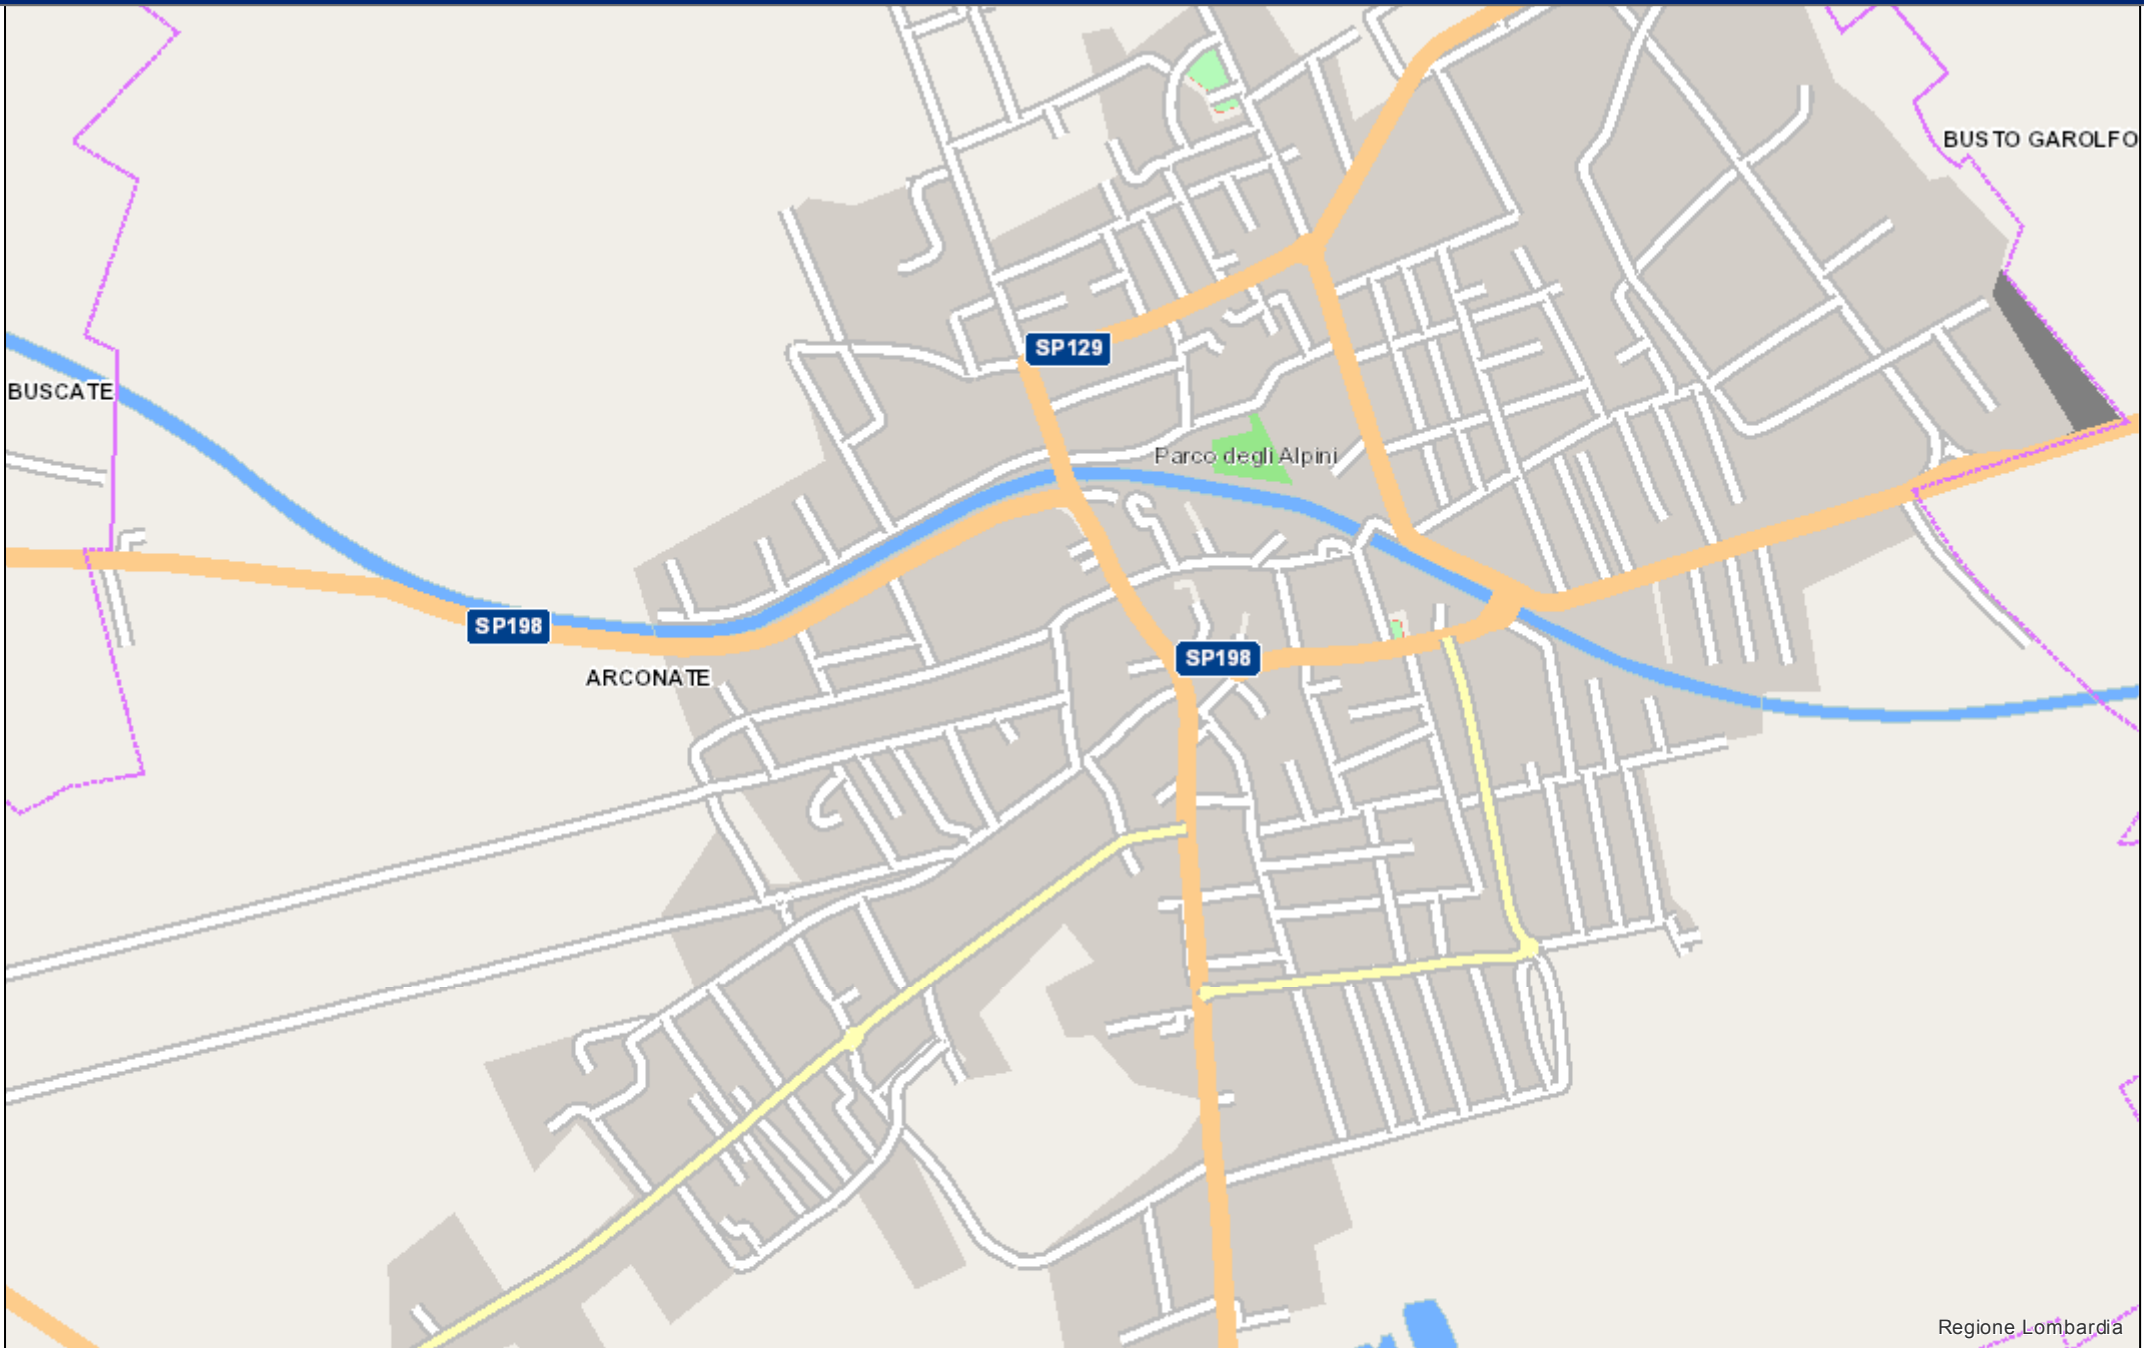 BUSTO GAROLFO
SP129
BUSCATE
Parco degli Alpini
SP198
SP198
ARCONATE
Regione Lombardia